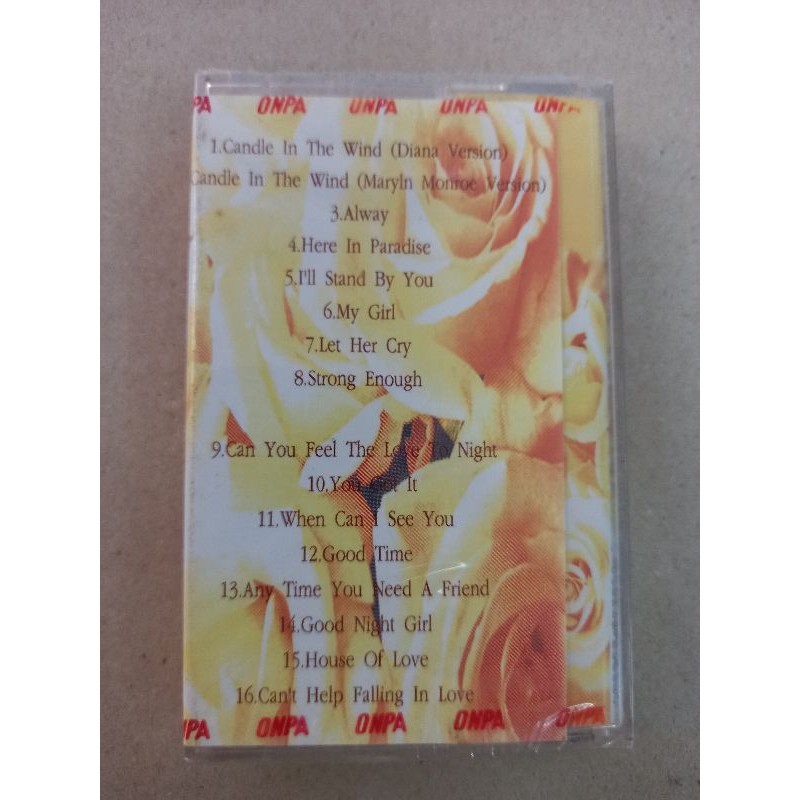 PA ONPA ONPA ONPA ONPA
1.Candle In The Wind (Diana Version)
Candle In The Wind (Maryln Monroe Version)
3.Alway
4.Here In Paradise
5.I'll Stand By You
6.My Girl
7.Let Her Cry
8.Strong Enough
9.Can You Feel The Love To Night
10.You Got It
11.When Can I See You
12.Good Time
13.Any Time You Need A Friend
14.Good Night Girl
15.House Of Love
16.Can't Help Falling In Love
PA ONPA ONPA ONPA ONPA